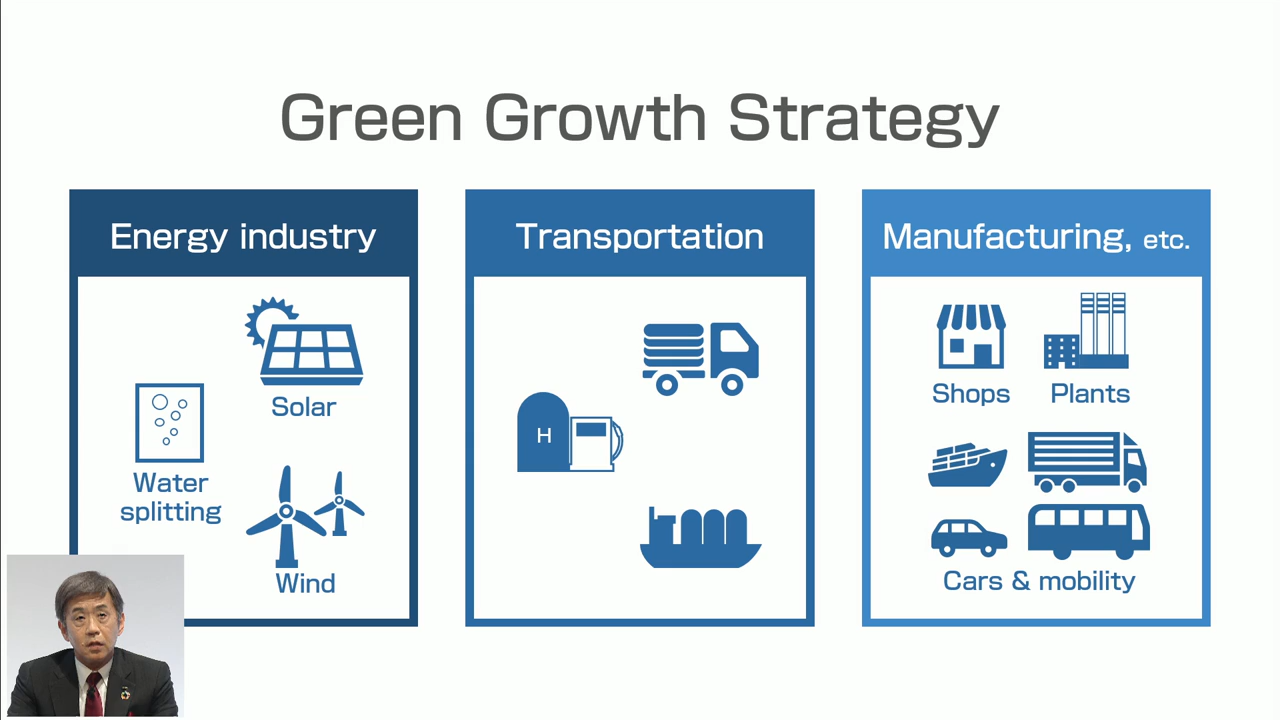 Green Growth Strategy
Energy industry
Solar
Water
splitting
Wind
Transportation
H
Manufacturing, etc.
Shops
Plants
Cars & mobility